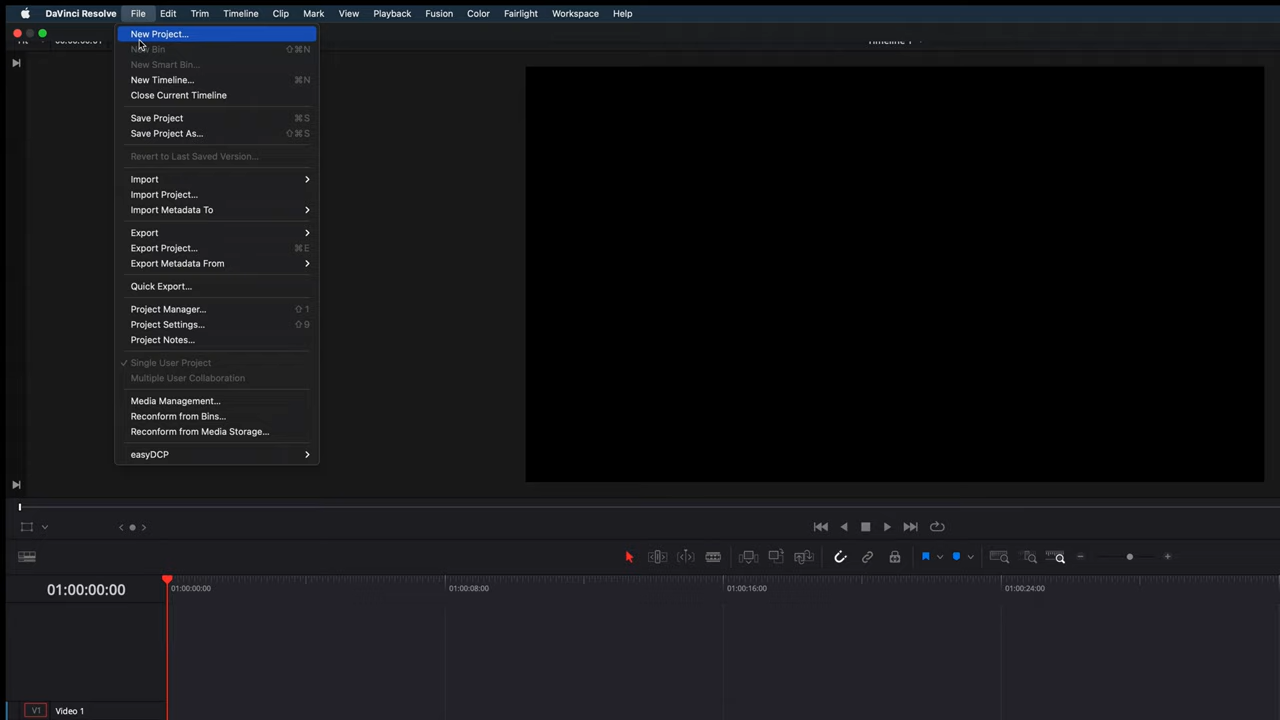 DaVinci Resolve File Edit Trim Timeline Clip Mark View Playback Fusion Color Fairlight Workspace Help
New Project...
New Bin ⇧⌘N
New Smart Bin...
New Timeline... ⌘N
Close Current Timeline
Save Project ⌘S
Save Project As... ⇧⌘S
Revert to Last Saved Version...
Import
Import Project...
Import Metadata To
Export
Export Project... ⌘E
Export Metadata From
Quick Export...
Project Manager... ⇧1
Project Settings... ⇧9
Project Notes...
Single User Project
Multiple User Collaboration
Media Management...
Reconform from Bins...
Reconform from Media Storage...
easyDCP
01:00:00:00
01:00:00:00 01:00:08:00 01:00:16:00 01:00:24:00
V1 Video 1